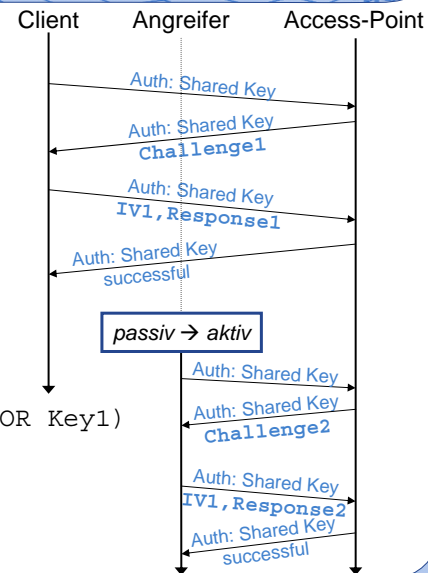 Client Angreifer Access-Point
Auth: Shared Key
Auth: Shared Key
Challenge1
Auth: Shared Key
IV1,Response1
Auth: Shared Key
successful
passiv → aktiv
Auth: Shared Key
OR Key1)
Auth: Shared Key
Challenge2
Auth: Shared Key
IV1,Response2
Auth: Shared Key
successful